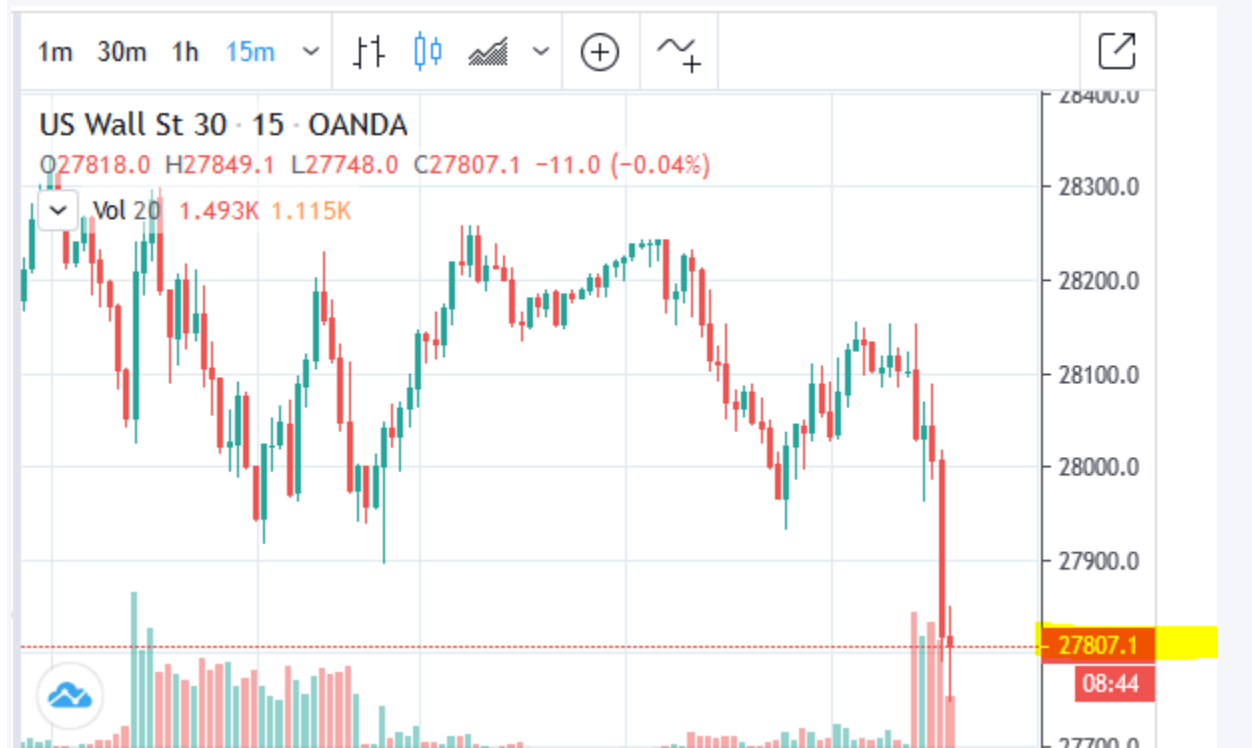 1m 30m 1h 15m
US Wall St 30 · 15 · OANDA
O27818.0 H27849.1 L27748.0 C27807.1 −11.0 (−0.04%)
Vol 20 1.493K 1.115K
28400.0
28300.0
28200.0
28100.0
28000.0
27900.0
27807.1
08:44
27700.0